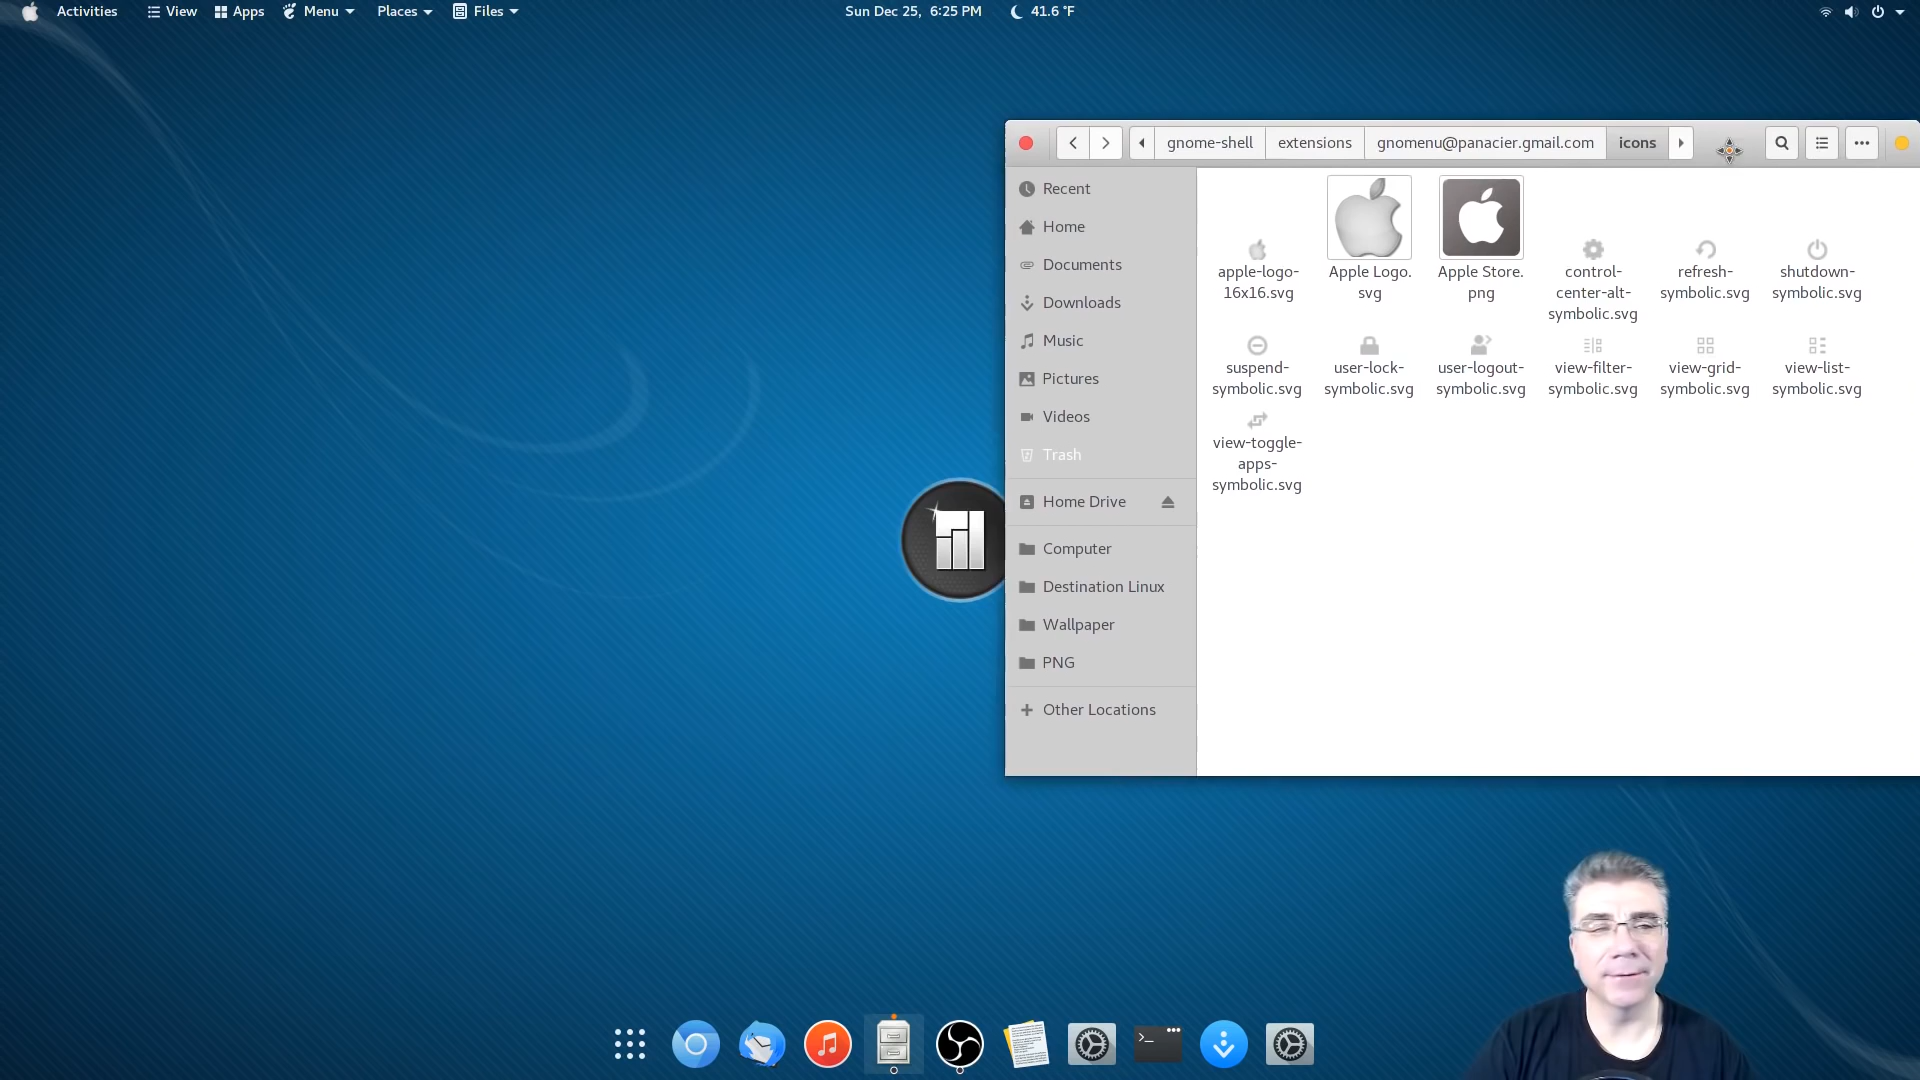 Activities View Apps Menu Places Files Sun Dec 25, 6:25 PM 41.6 °F
gnome-shell extensions gnomenu@panacier.gmail.com icons
Recent
Home
Documents
Downloads
Music
Pictures
Videos
Trash
Home Drive
Computer
Destination Linux
Wallpaper
PNG
Other Locations
apple-logo-
16x16.svg
Apple Logo.
svg
Apple Store.
png
control-
center-alt-
symbolic.svg
refresh-
symbolic.svg
shutdown-
symbolic.svg
suspend-
symbolic.svg
user-lock-
symbolic.svg
user-logout-
symbolic.svg
view-filter-
symbolic.svg
view-grid-
symbolic.svg
view-list-
symbolic.svg
view-toggle-
apps-
symbolic.svg